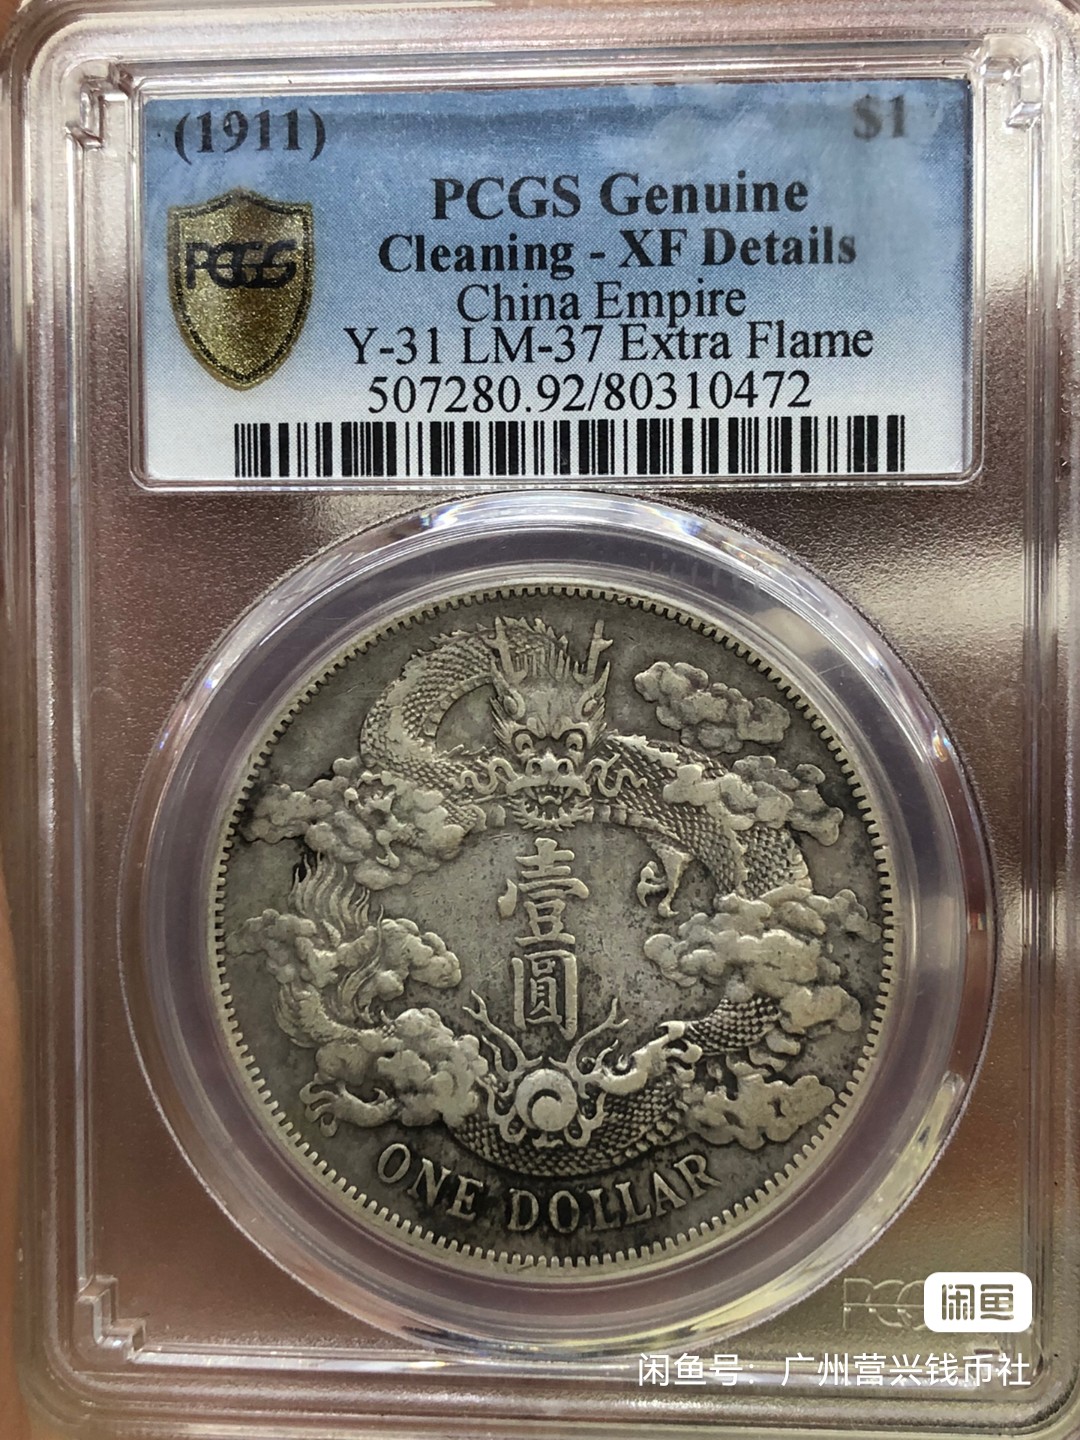 (1911)
$1
PCGS Genuine
PCGS
Cleaning - XF Details
China Empire
Y-31 LM-37 Extra Flame
507280.92/80310472
壹
圓
ONE DOLLAR
PCG
闲鱼
闲鱼号：广州营兴钱币社